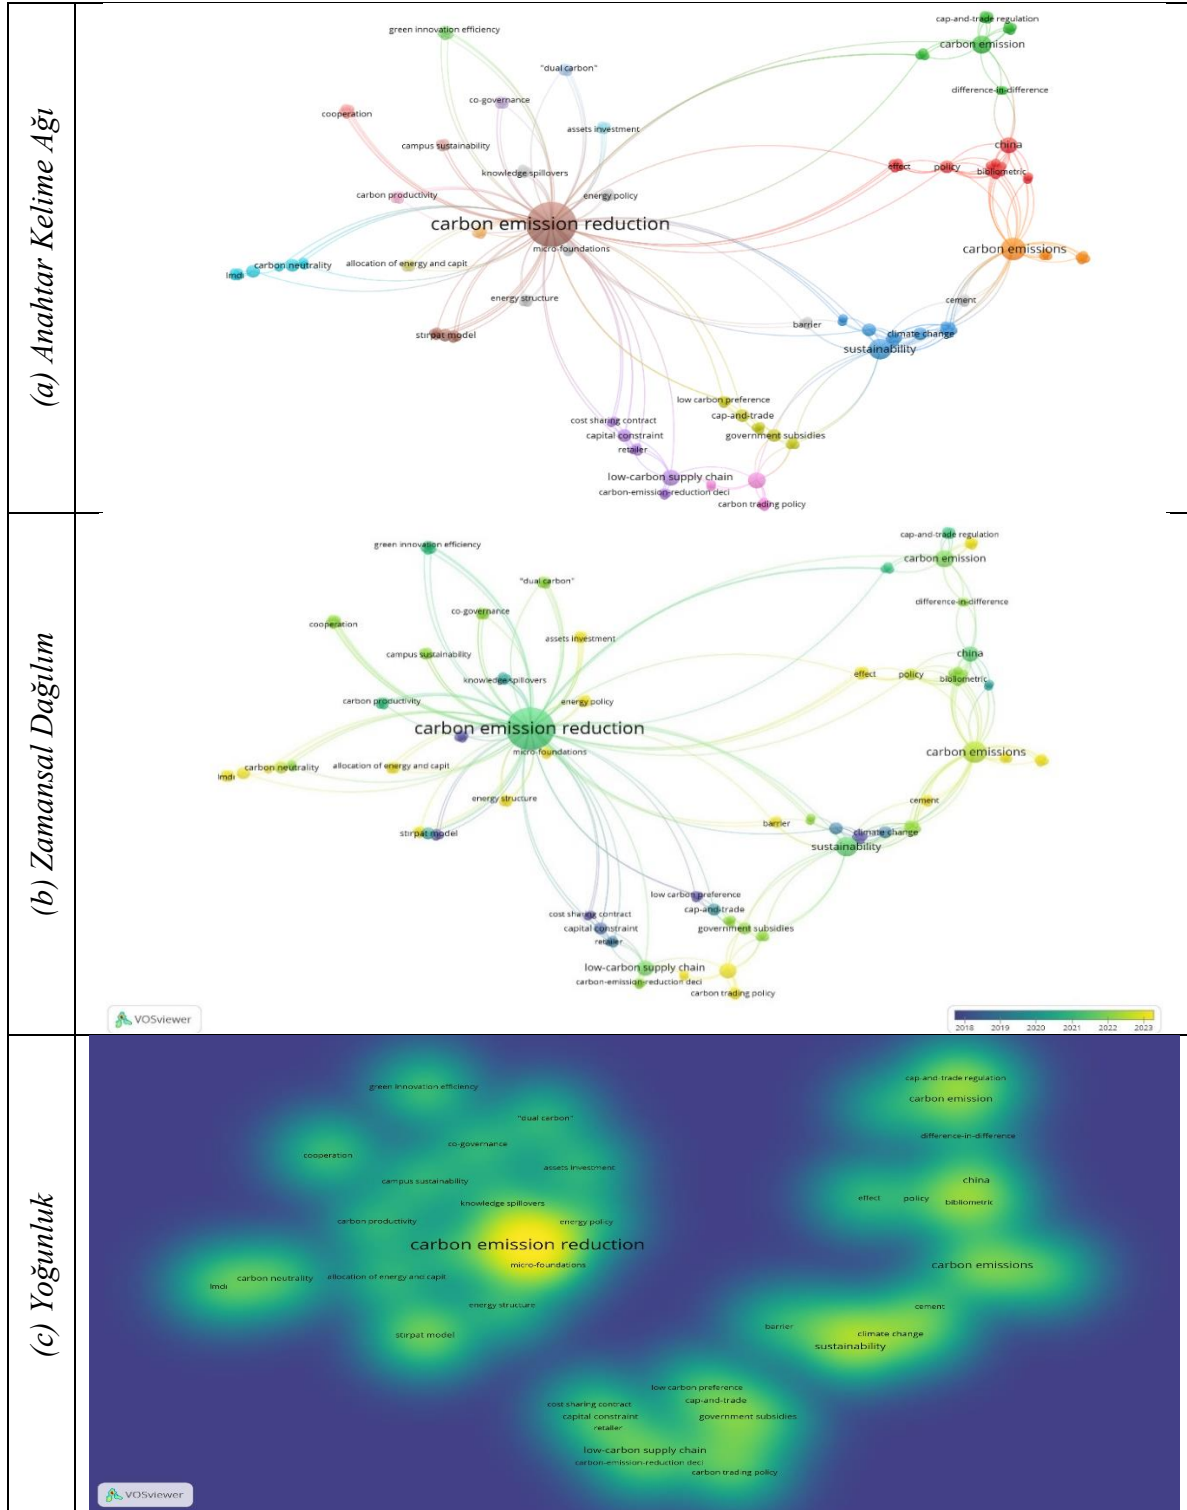 (a) Anahtar Kelime Ağı
cap-and-trade regulation
green innovation efficiency
carbon emission
"dual carbon"
difference-in-difference
co-governance
cooperation
assets investment
campus sustainability
china
knowledge spillovers
effect
policy
bibliometric
carbon productivity
energy policy
carbon emission reduction
micro-foundations
carbon emissions
lmdi
carbon neutrality
allocation of energy and capit
energy structure
cement
barrier
stirpat model
climate change
sustainability
low carbon preference
cap-and-trade
cost sharing contract
capital constraint
government subsidies
retailer
low-carbon supply chain
carbon-emission-reduction deci
carbon trading policy
(b) Zamansal Dağılım
cap-and-trade regulation
green innovation efficiency
carbon emission
"dual carbon"
difference-in-difference
co-governance
cooperation
assets investment
campus sustainability
china
knowledge spillovers
effect
policy
bibliometric
carbon productivity
energy policy
carbon emission reduction
micro-foundations
carbon emissions
lmdi
carbon neutrality
allocation of energy and capit
energy structure
cement
barrier
stirpat model
climate change
sustainability
low carbon preference
cap-and-trade
cost sharing contract
capital constraint
government subsidies
retailer
low-carbon supply chain
carbon-emission-reduction deci
carbon trading policy
VOSviewer
2018 2019 2020 2021 2022 2023
(c) Yoğunluk
cap-and-trade regulation
green innovation efficiency
carbon emission
"dual carbon"
difference-in-difference
co-governance
cooperation
assets investment
campus sustainability
china
knowledge spillovers
effect
policy
bibliometric
carbon productivity
energy policy
carbon emission reduction
micro-foundations
carbon emissions
lmdi
carbon neutrality
allocation of energy and capit
energy structure
cement
barrier
stirpat model
climate change
sustainability
low carbon preference
cap-and-trade
cost sharing contract
capital constraint
government subsidies
retailer
low-carbon supply chain
carbon-emission-reduction deci
carbon trading policy
VOSviewer